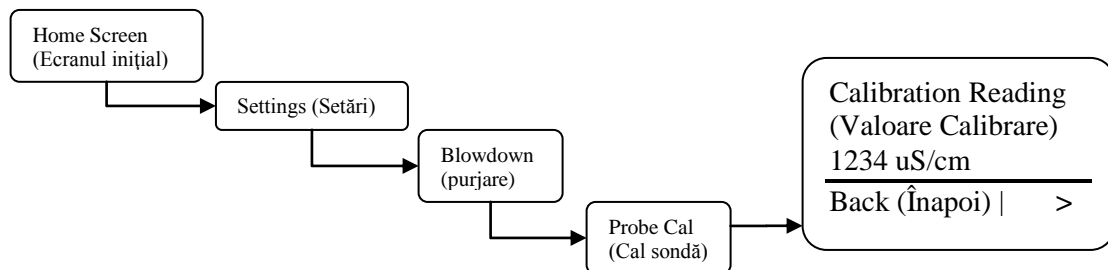 Home Screen
(Ecranul iniţial)
Settings (Setări)
Blowdown
(purjare)
Probe Cal
(Cal sondă)
Calibration Reading
(Valoare Calibrare)
1234 uS/cm
Back (Înapoi) | >